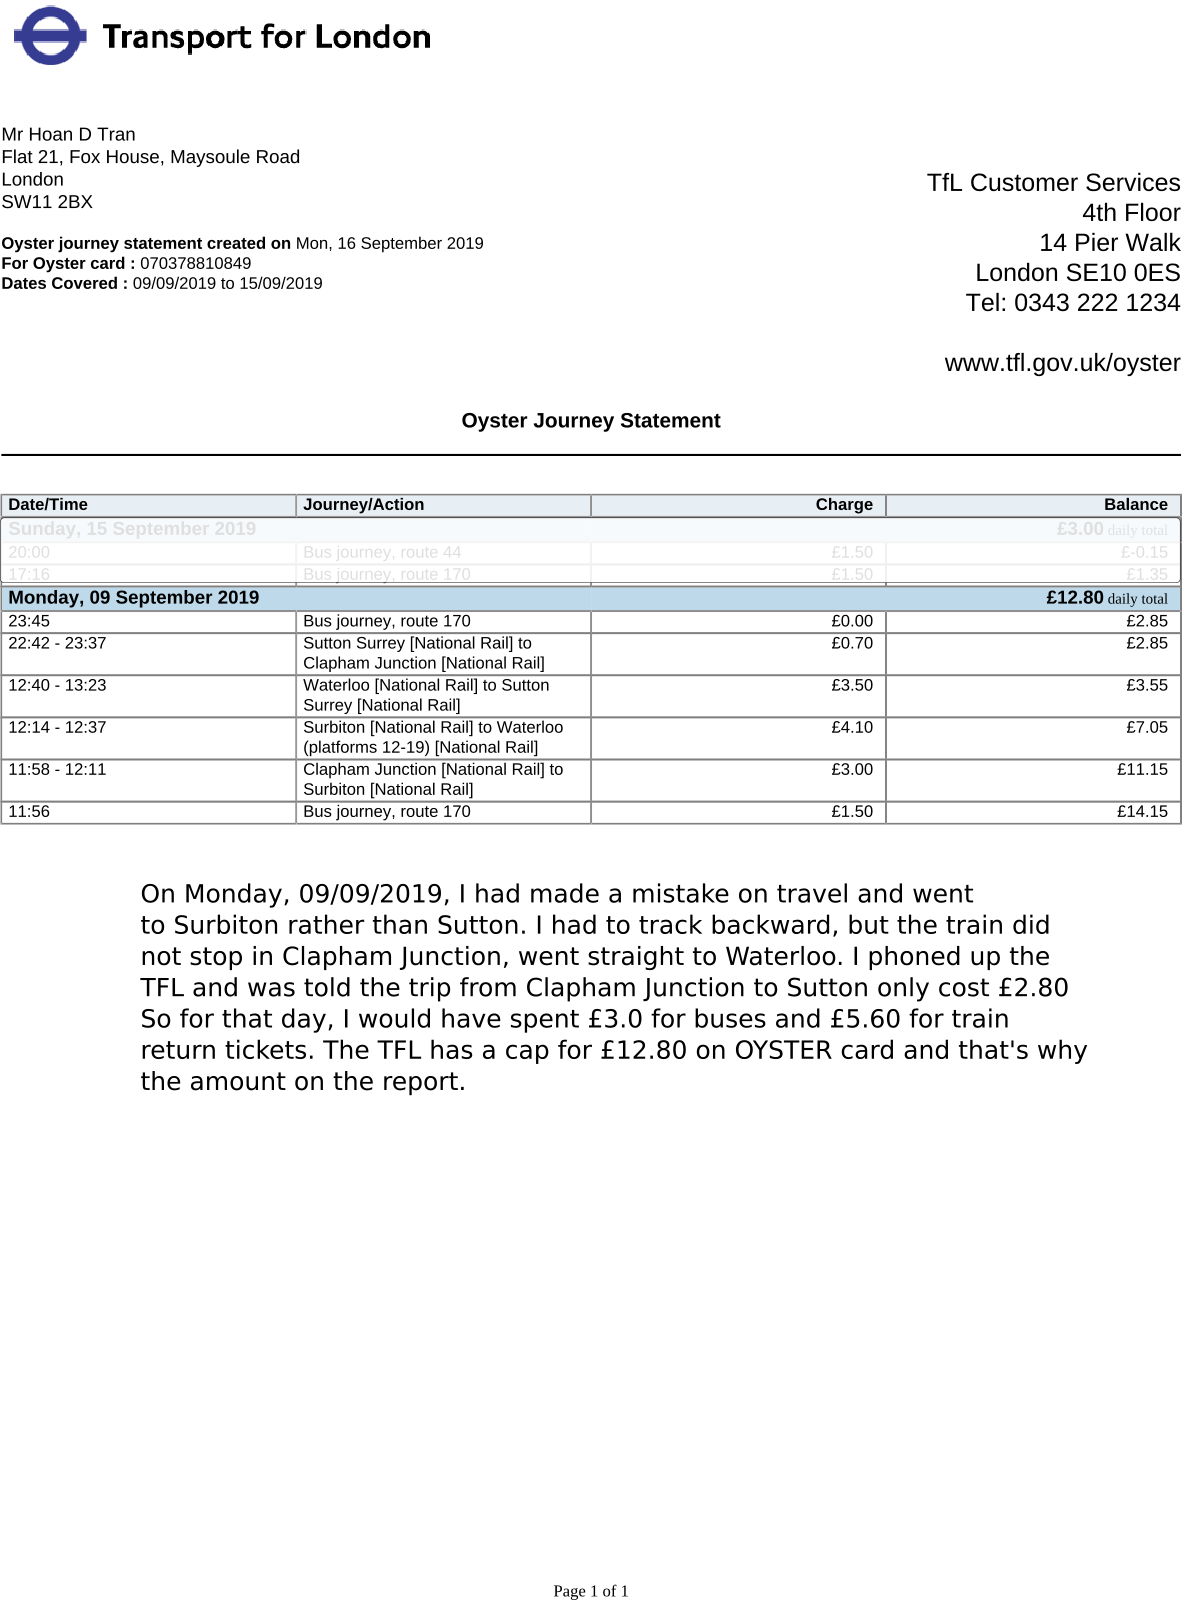 Transport for London
Mr Hoan D Tran
Flat 21, Fox House, Maysoule Road
London
SW11 2BX
TfL Customer Services
4th Floor
14 Pier Walk
London SE10 0ES
Tel: 0343 222 1234
www.tfl.gov.uk/oyster
Oyster journey statement created on Mon, 16 September 2019
For Oyster card : 070378810849
Dates Covered : 09/09/2019 to 15/09/2019
Oyster Journey Statement
Date/Time Journey/Action Charge Balance
Sunday, 15 September 2019 £3.00 daily total
20:00 Bus journey, route 44 £1.50 £-0.15
17:16 Bus journey, route 170 £1.50 £1.35
Monday, 09 September 2019 £12.80 daily total
23:45 Bus journey, route 170 £0.00 £2.85
22:42 - 23:37 Sutton Surrey [National Rail] to £0.70 £2.85
Clapham Junction [National Rail]
12:40 - 13:23 Waterloo [National Rail] to Sutton £3.50 £3.55
Surrey [National Rail]
12:14 - 12:37 Surbiton [National Rail] to Waterloo £4.10 £7.05
(platforms 12-19) [National Rail]
11:58 - 12:11 Clapham Junction [National Rail] to £3.00 £11.15
Surbiton [National Rail]
11:56 Bus journey, route 170 £1.50 £14.15
On Monday, 09/09/2019, I had made a mistake on travel and went
to Surbiton rather than Sutton. I had to track backward, but the train did
not stop in Clapham Junction, went straight to Waterloo. I phoned up the
TFL and was told the trip from Clapham Junction to Sutton only cost £2.80
So for that day, I would have spent £3.0 for buses and £5.60 for train
return tickets. The TFL has a cap for £12.80 on OYSTER card and that's why
the amount on the report.
Page 1 of 1